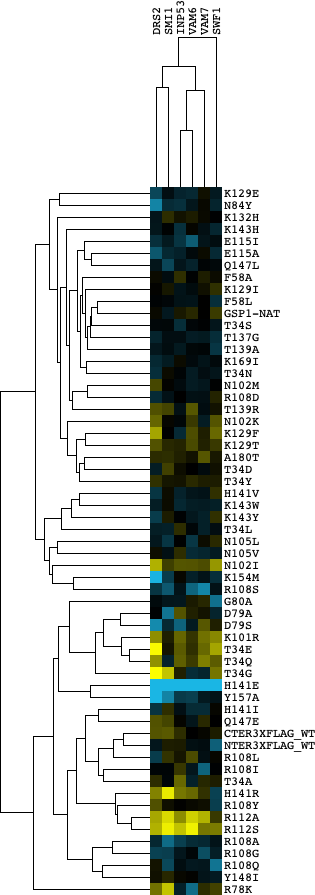 DRS2
SMI1
INP53
VAM6
VAM7
SWF1
K129E
N84Y
K132H
K143H
E115I
E115A
Q147L
F58A
K129I
F58L
GSP1-NAT
T34S
T137G
T139A
K169I
T34N
N102M
R108D
T139R
N102K
K129F
K129T
A180T
T34D
T34Y
H141V
K143W
K143Y
T34L
N105L
N105V
N102I
K154M
R108S
G80A
D79A
D79S
K101R
T34E
T34Q
T34G
H141E
Y157A
H141I
Q147E
CTER3XFLAG_WT
NTER3XFLAG_WT
R108L
R108I
T34A
H141R
R108Y
R112A
R112S
R108A
R108G
R108Q
Y148I
R78K